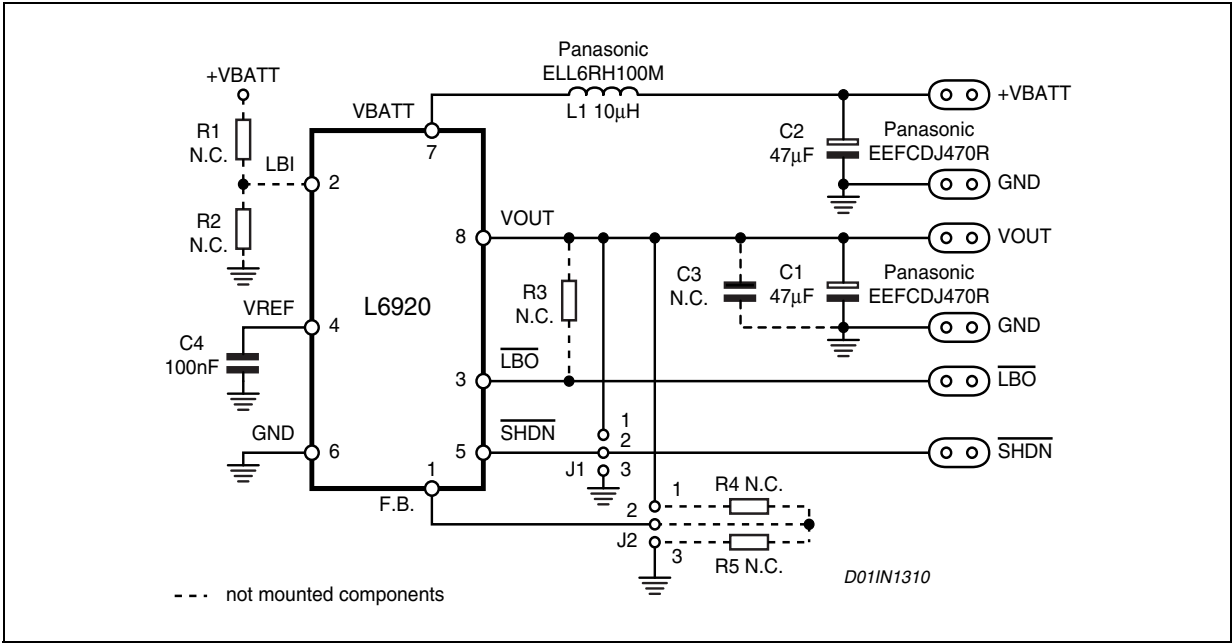 Panasonic
ELL6RH100M
L1 10μH
+VBATT
R1
N.C.
LBI
R2
N.C.
VBATT
7
2
C2
47μF
Panasonic
EEFCDJ470R
+VBATT
GND
VOUT
8
VOUT
L6920
VREF
4
C4
100nF
R3
N.C.
C3
N.C.
C1
47μF
Panasonic
EEFCDJ470R
GND
LBO
3
LBO
GND
6
SHDN
5
1
2
J1
3
SHDN
1
F.B.
1
2
J2
3
R4 N.C.
R5 N.C.
D01IN1310
not mounted components